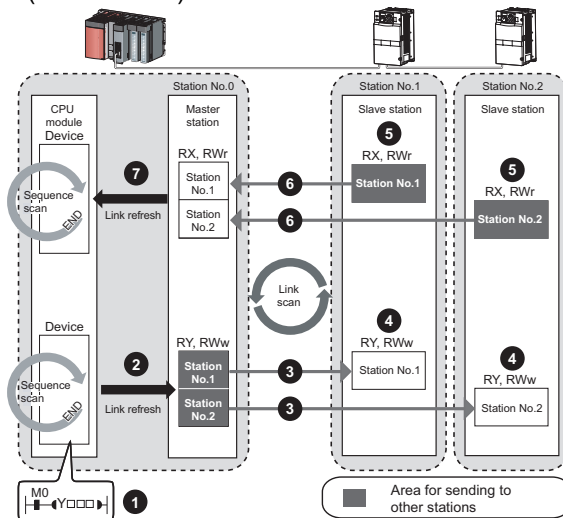 Station No.0
Station No.1
Station No.2
CPU
module
Device
Master
station
Slave station
Slave station
5
RX, RWr
Station No.1
5
RX, RWr
Station No.2
7
Link refresh
RX, RWr
Station
No.1
Station
No.2
6
6
Sequence
scan
END
Link
scan
Device
2
Link refresh
RY, RWw
Station
No.1
Station
No.2
3
3
4
RY, RWw
Station No.1
4
RY, RWw
Station No.2
Sequence
scan
END
M0
Y□□□
1
Area for sending to
other stations